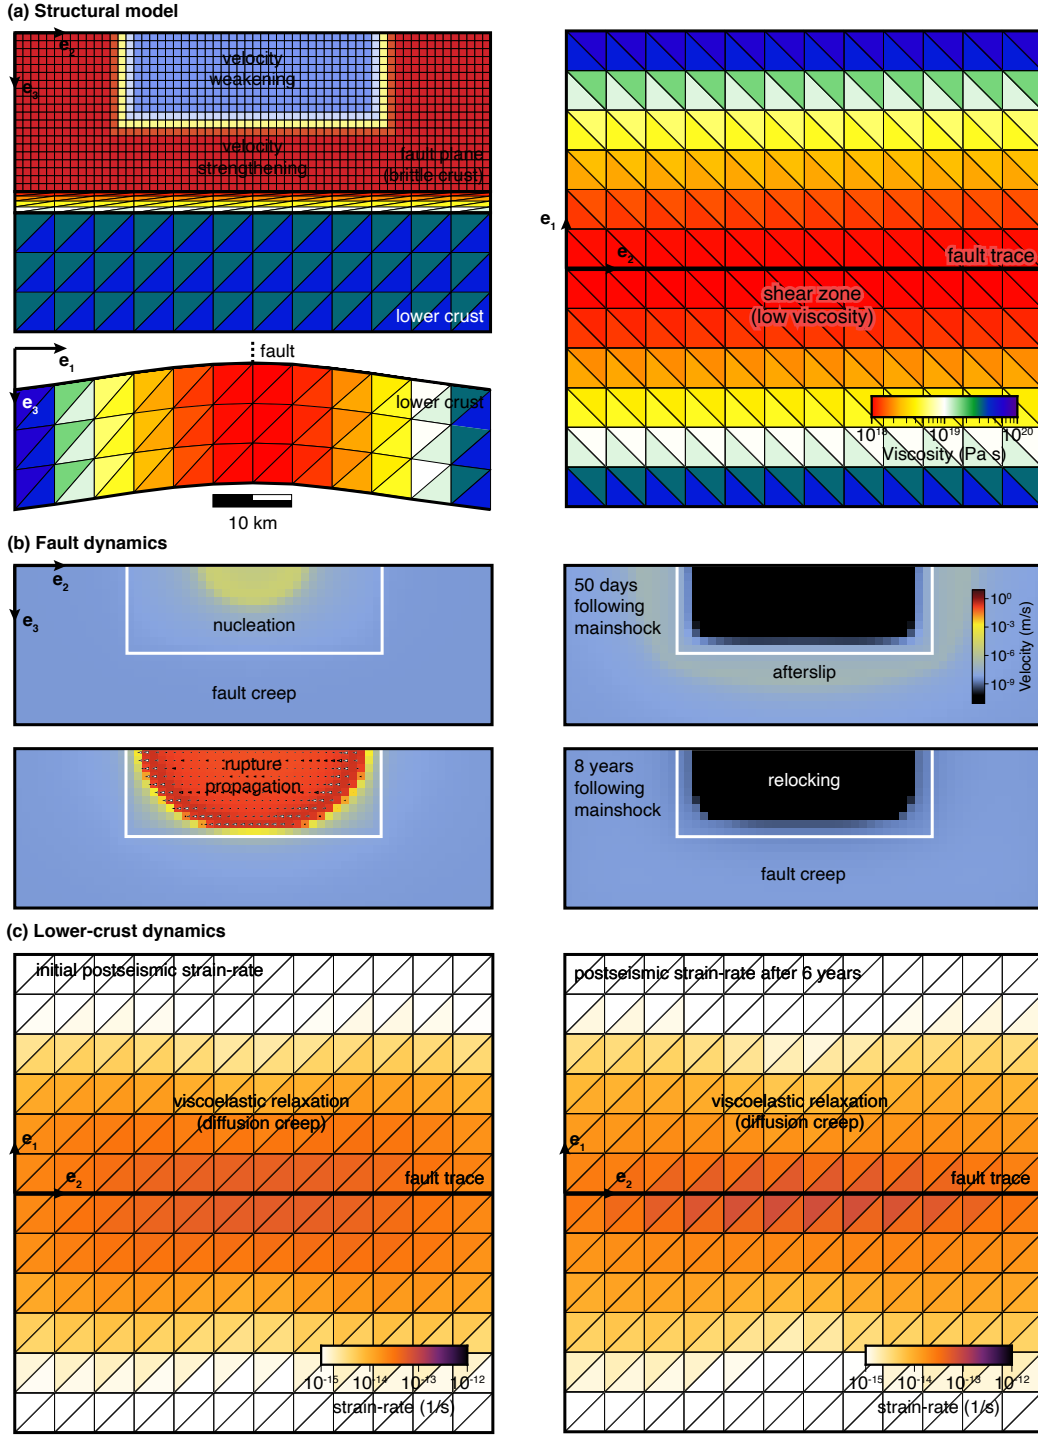 (a) Structural model
e2
e3
velocity
weakening
velocity
strengthening
fault plane
(brittle crust)
lower crust
e1
e2
fault trace
shear zone
(low viscosity)
10^18 10^19 10^20
Viscosity (Pa s)
e1
e3
fault
lower crust
10 km
(b) Fault dynamics
e2
e3
nucleation
fault creep
50 days
following
mainshock
afterslip
10^0
10^-3
10^-6
10^-9
Velocity (m/s)
rupture
propagation
8 years
following
mainshock
relocking
fault creep
(c) Lower-crust dynamics
initial postseismic strain-rate
viscoelastic relaxation
(diffusion creep)
e1
e2
fault trace
10^-15 10^-14 10^-13 10^-12
strain-rate (1/s)
postseismic strain-rate after 6 years
viscoelastic relaxation
(diffusion creep)
e1
e2
fault trace
10^-15 10^-14 10^-13 10^-12
strain-rate (1/s)